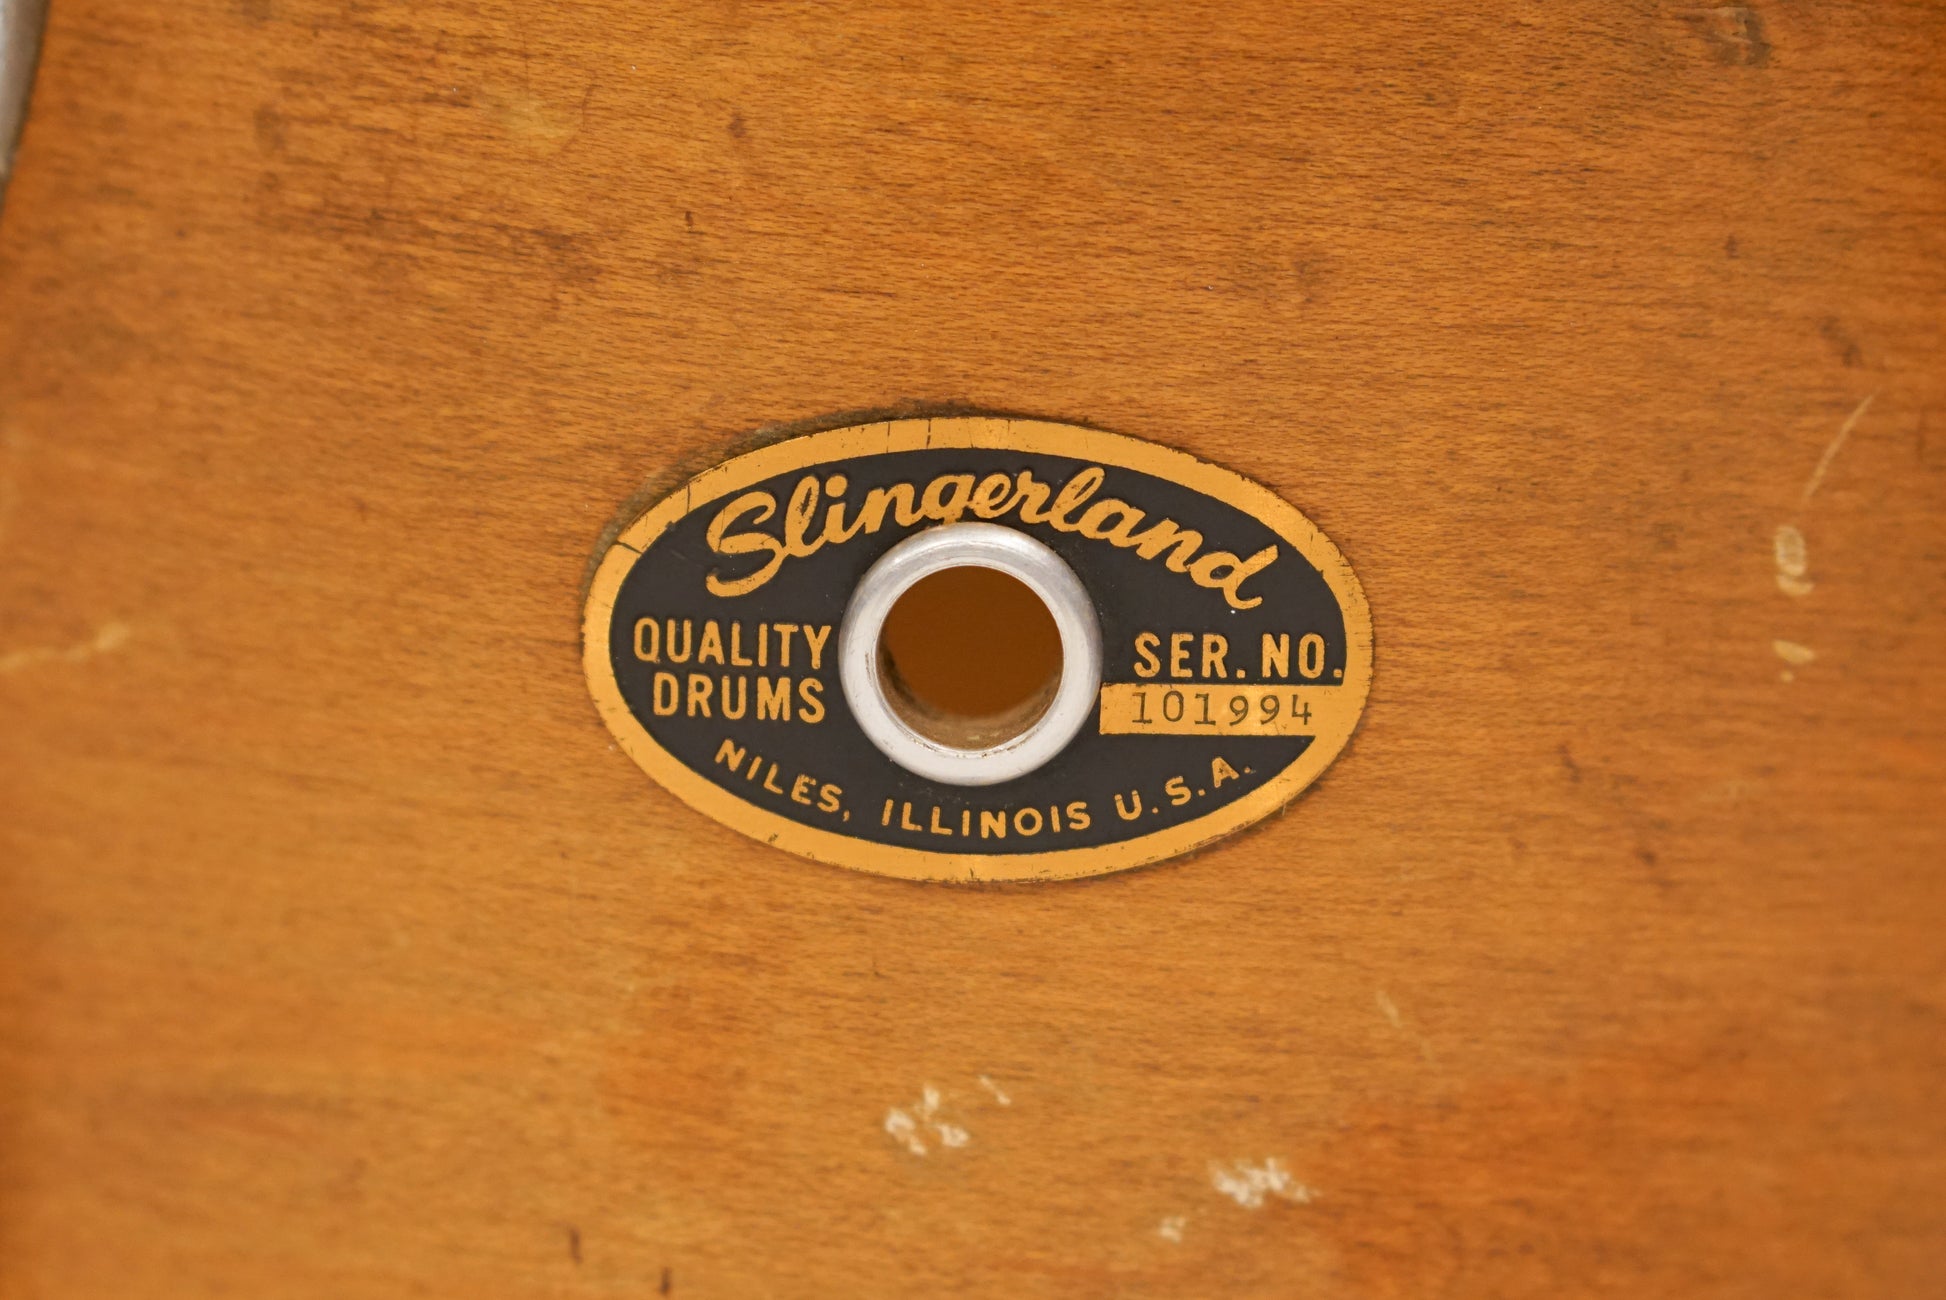 Slingerland
QUALITY
DRUMS
SER. NO.
101994
NILES, ILLINOIS U.S.A.